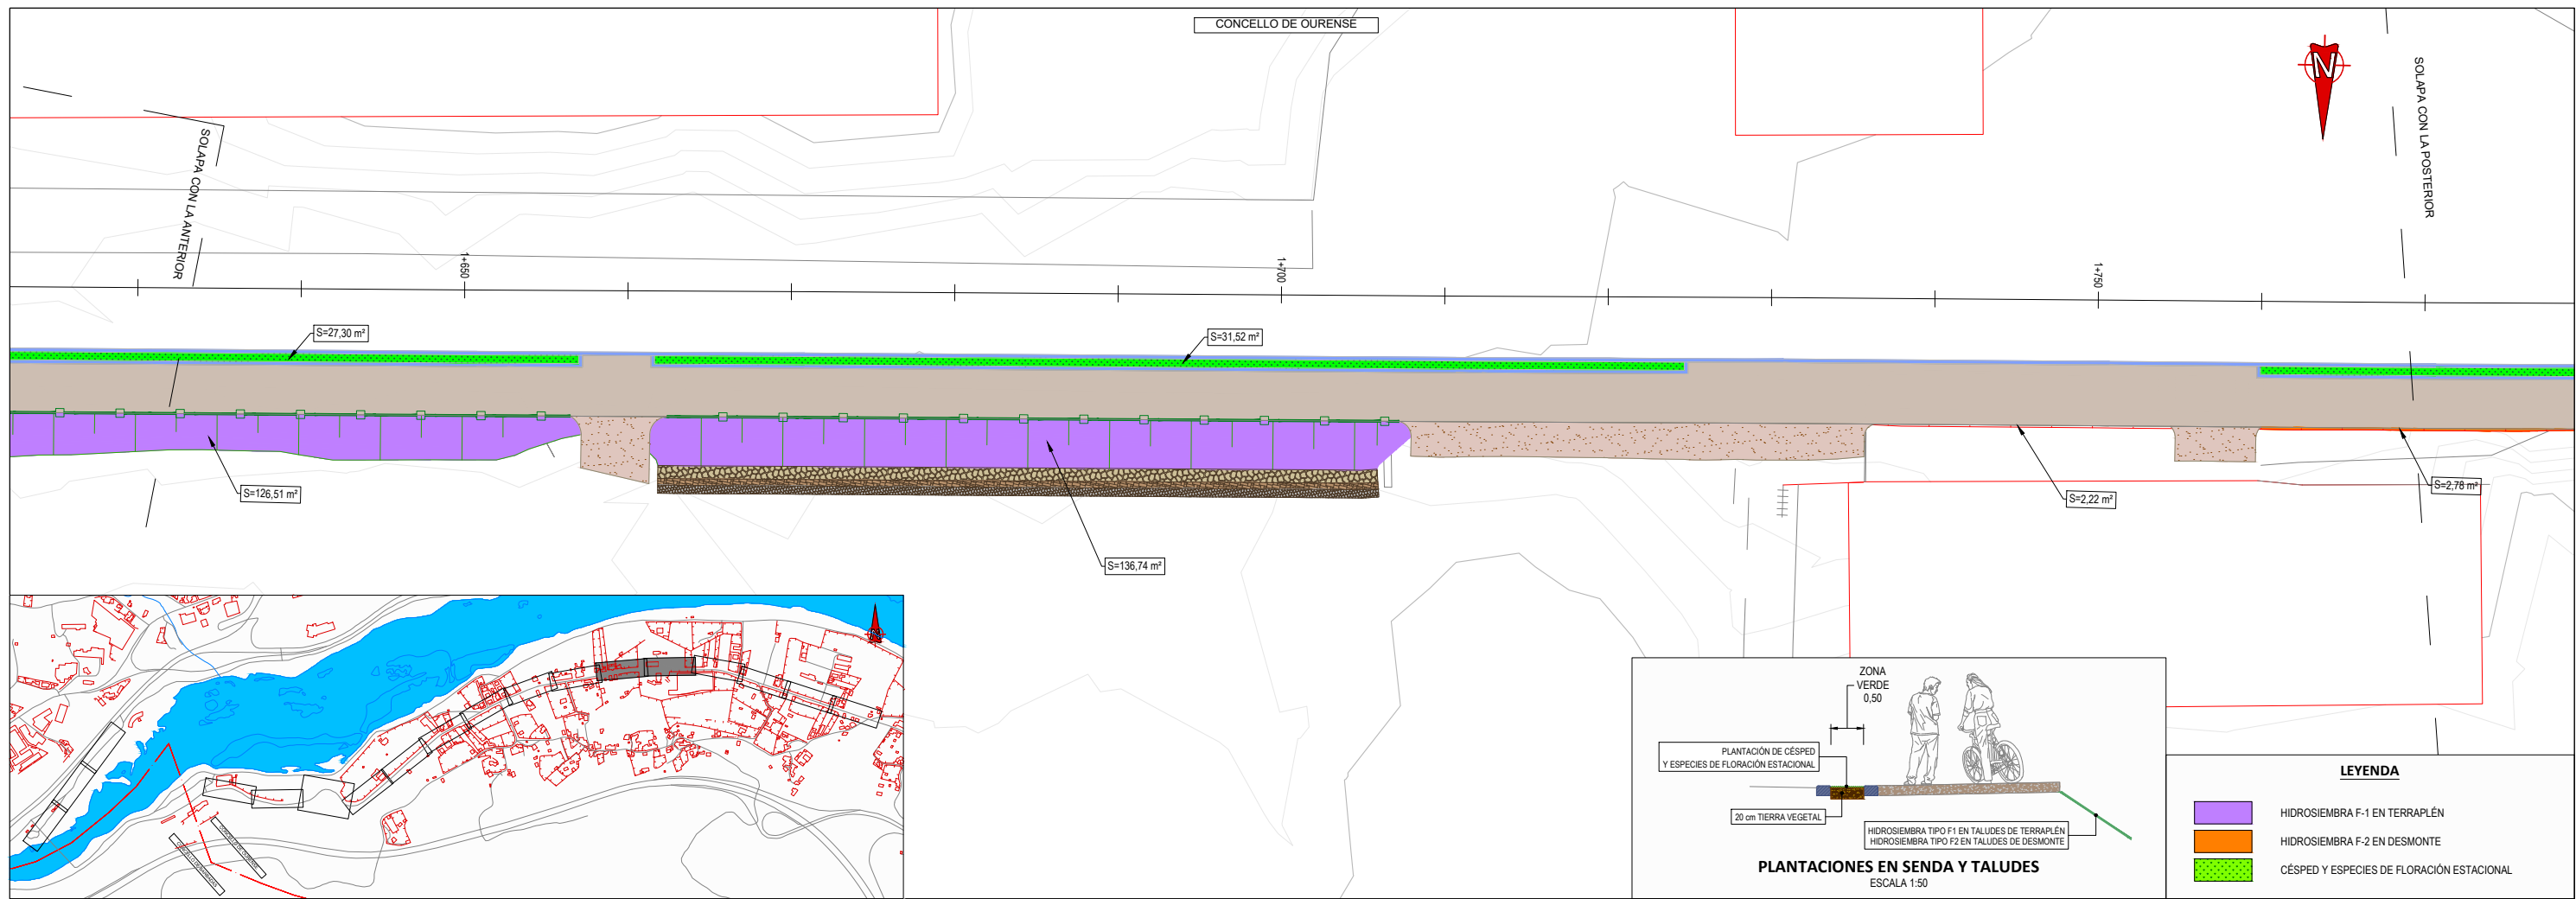 CONCELLO DE OURENSE
N
SOLAPA CON LA ANTERIOR
SOLAPA CON LA POSTERIOR
1+650
1+700
1+750
S=27,30 m²
S=31,52 m²
S=126,51 m²
S=136,74 m²
S=2,22 m²
S=2,78 m²
ZONA
VERDE
0,50
PLANTACIÓN DE CÉSPED
Y ESPECIES DE FLORACIÓN ESTACIONAL
20 cm TIERRA VEGETAL
HIDROSIEMBRA TIPO F1 EN TALUDES DE TERRAPLÉN
HIDROSIEMBRA TIPO F2 EN TALUDES DE DESMONTE
PLANTACIONES EN SENDA Y TALUDES
ESCALA 1:50
LEYENDA
HIDROSIEMBRA F-1 EN TERRAPLÉN
HIDROSIEMBRA F-2 EN DESMONTE
CÉSPED Y ESPECIES DE FLORACIÓN ESTACIONAL